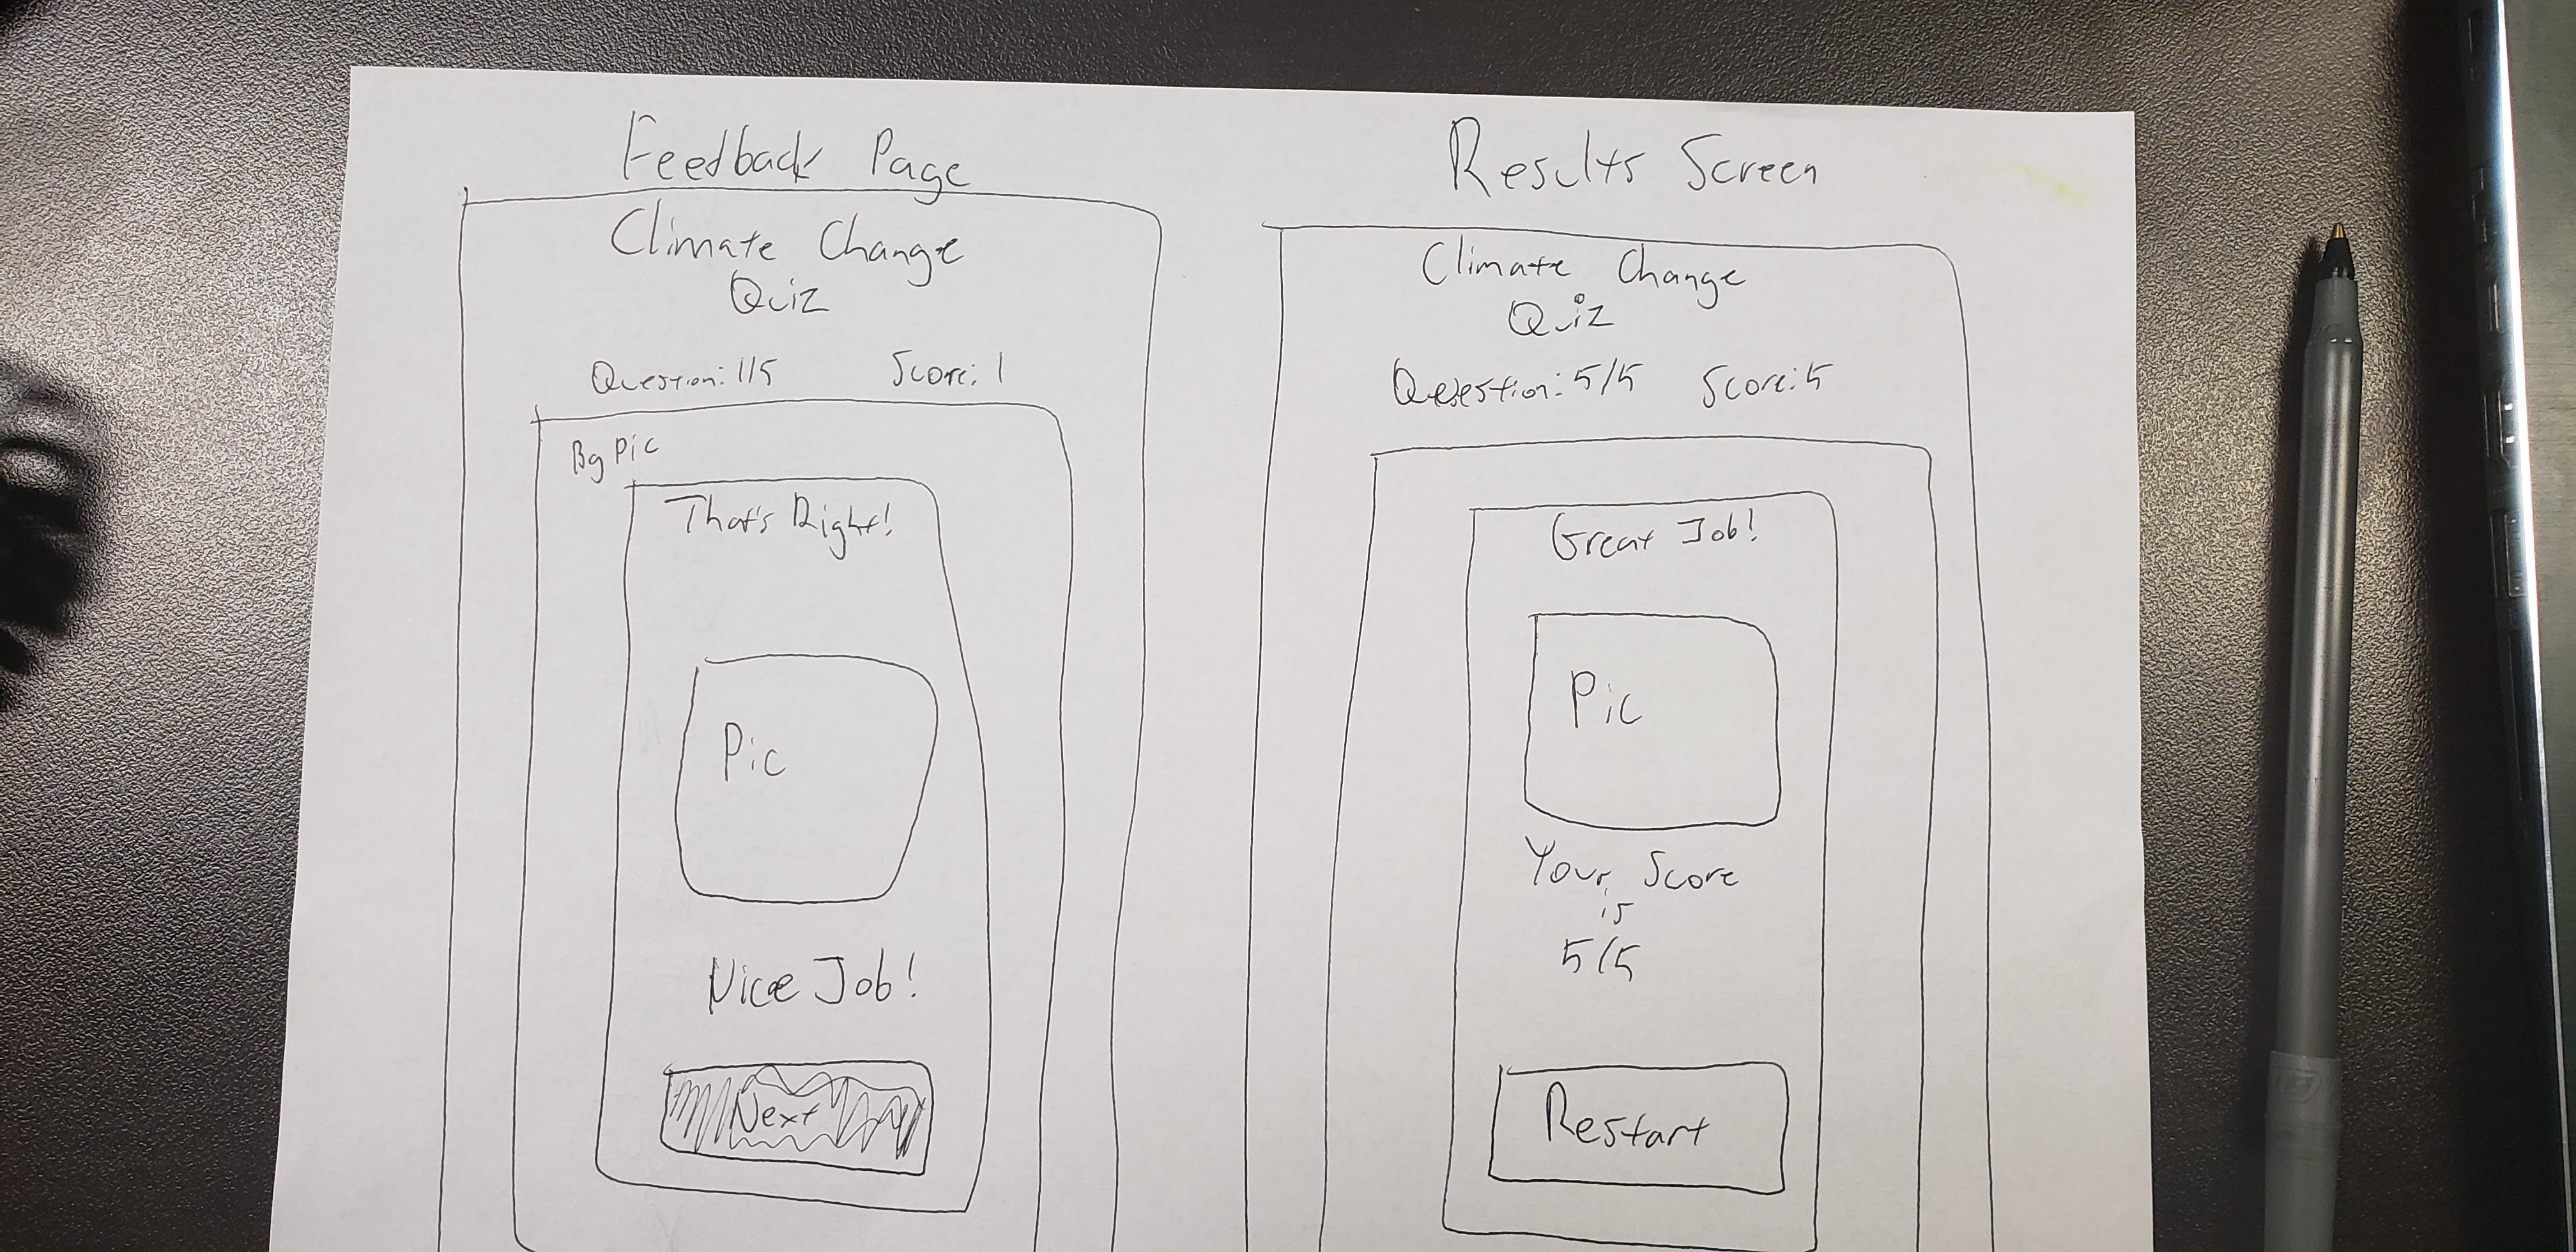 Feedback Page
Climate Change
Quiz
Question: 1/5 Score: 1
Bg pic
That's Right!
Pic
Nice Job!
Next
Results Screen
Climate Change
Quiz
Question: 5/5 Score: 5
Great Job!
Pic
Your Score
is
5/5
Restart